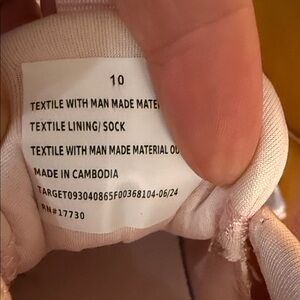 10
TEXTILE WITH MAN MADE
TEXTILE LINING/ SOCK
TEXTILE WITH MAN MADE MATERIAL
MADE IN CAMBODIA
TARGET093040865F00368104-06/24
RN#17730